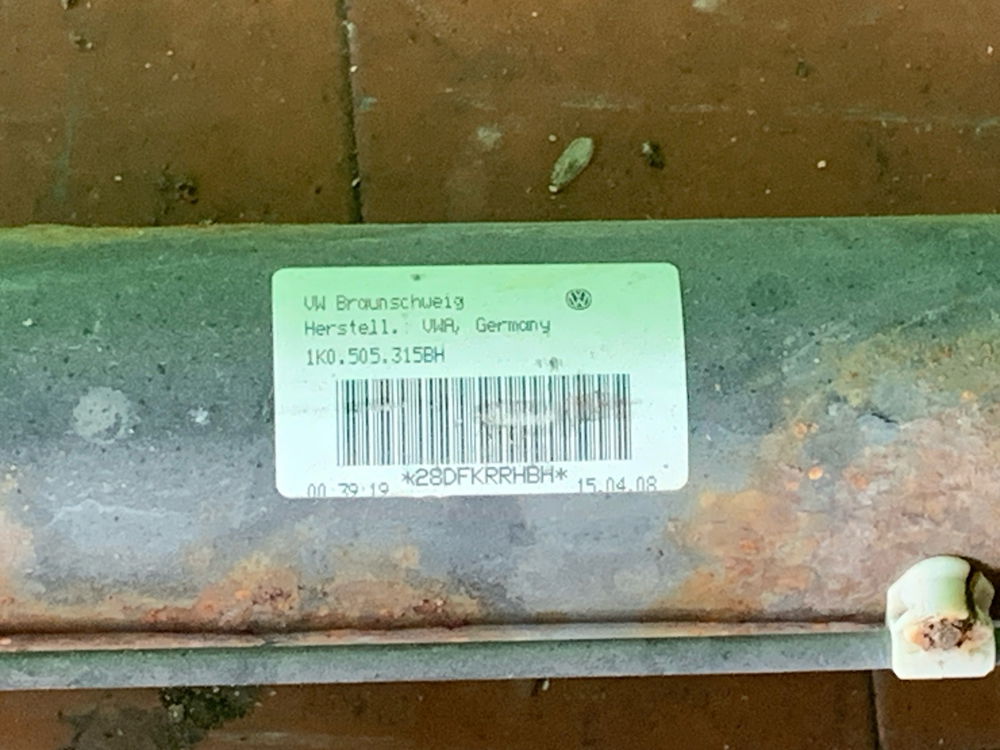 VW Braunschweig
Herstell. VWA, Germany
1K0.505.315BH
*28DFKRRHBH*
00:39:19 15.04.08